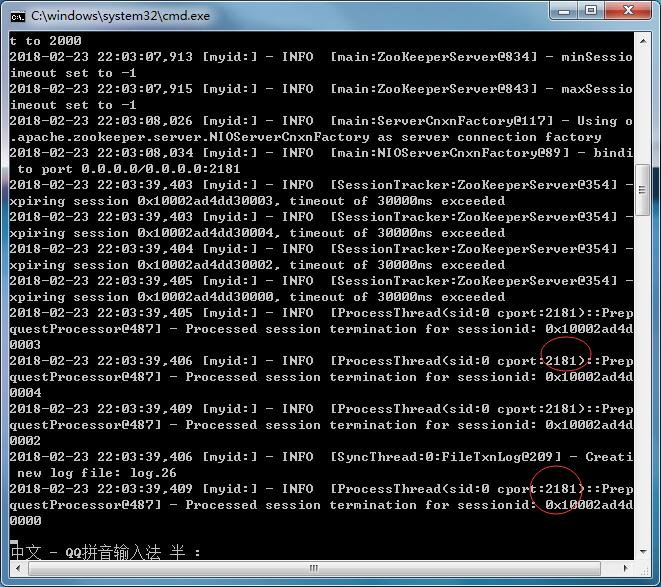 C:\windows\system32\cmd.exe
t to 2000
2018-02-23 22:03:07,913 [myid:] - INFO  [main:ZooKeeperServer@834] - minSessio
imeout set to -1
2018-02-23 22:03:07,915 [myid:] - INFO  [main:ZooKeeperServer@843] - maxSessio
imeout set to -1
2018-02-23 22:03:08,026 [myid:] - INFO  [main:ServerCnxnFactory@117] - Using o
.apache.zookeeper.server.NIOServerCnxnFactory as server connection factory
2018-02-23 22:03:08,034 [myid:] - INFO  [main:NIOServerCnxnFactory@89] - bindi
 to port 0.0.0.0/0.0.0.0:2181
2018-02-23 22:03:39,403 [myid:] - INFO  [SessionTracker:ZooKeeperServer@354] -
xpiring session 0x10002ad4dd30003, timeout of 30000ms exceeded
2018-02-23 22:03:39,403 [myid:] - INFO  [SessionTracker:ZooKeeperServer@354] -
xpiring session 0x10002ad4dd30004, timeout of 30000ms exceeded
2018-02-23 22:03:39,404 [myid:] - INFO  [SessionTracker:ZooKeeperServer@354] -
xpiring session 0x10002ad4dd30002, timeout of 30000ms exceeded
2018-02-23 22:03:39,405 [myid:] - INFO  [SessionTracker:ZooKeeperServer@354] -
xpiring session 0x10002ad4dd30000, timeout of 30000ms exceeded
2018-02-23 22:03:39,405 [myid:] - INFO  [ProcessThread(sid:0 cport:2181)::Prep
questProcessor@487] - Processed session termination for sessionid: 0x10002ad4d
0003
2018-02-23 22:03:39,406 [myid:] - INFO  [ProcessThread(sid:0 cport:2181)::Prep
questProcessor@487] - Processed session termination for sessionid: 0x10002ad4d
0004
2018-02-23 22:03:39,409 [myid:] - INFO  [ProcessThread(sid:0 cport:2181)::Prep
questProcessor@487] - Processed session termination for sessionid: 0x10002ad4d
0002
2018-02-23 22:03:39,406 [myid:] - INFO  [SyncThread:0:FileTxnLog@209] - Creati
 new log file: log.26
2018-02-23 22:03:39,409 [myid:] - INFO  [ProcessThread(sid:0 cport:2181)::Prep
questProcessor@487] - Processed session termination for sessionid: 0x10002ad4d
0000
中文 - QQ拼音输入法 半 :